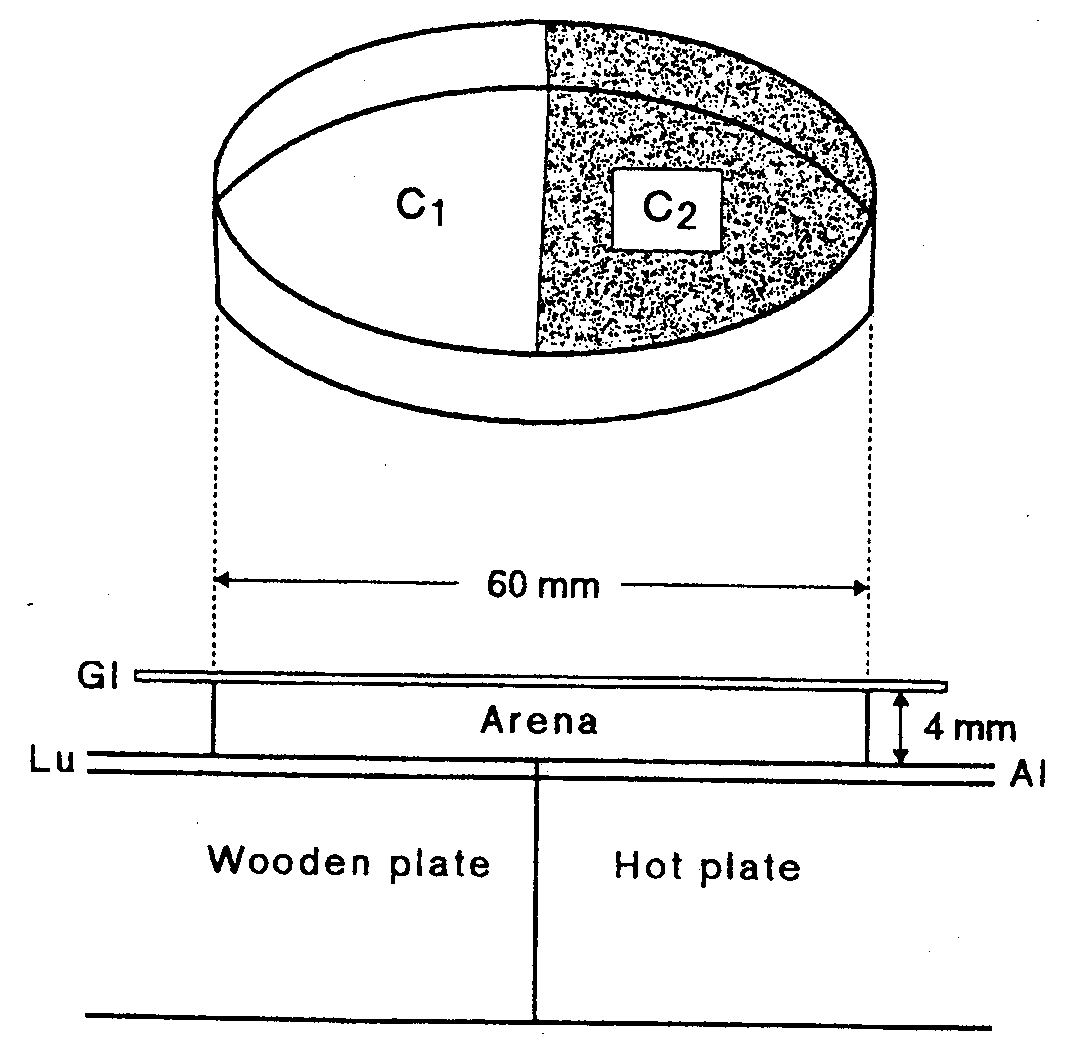 C1
C2
60 mm
Gl
Arena
4 mm
Lu
Al
Wooden plate
Hot plate